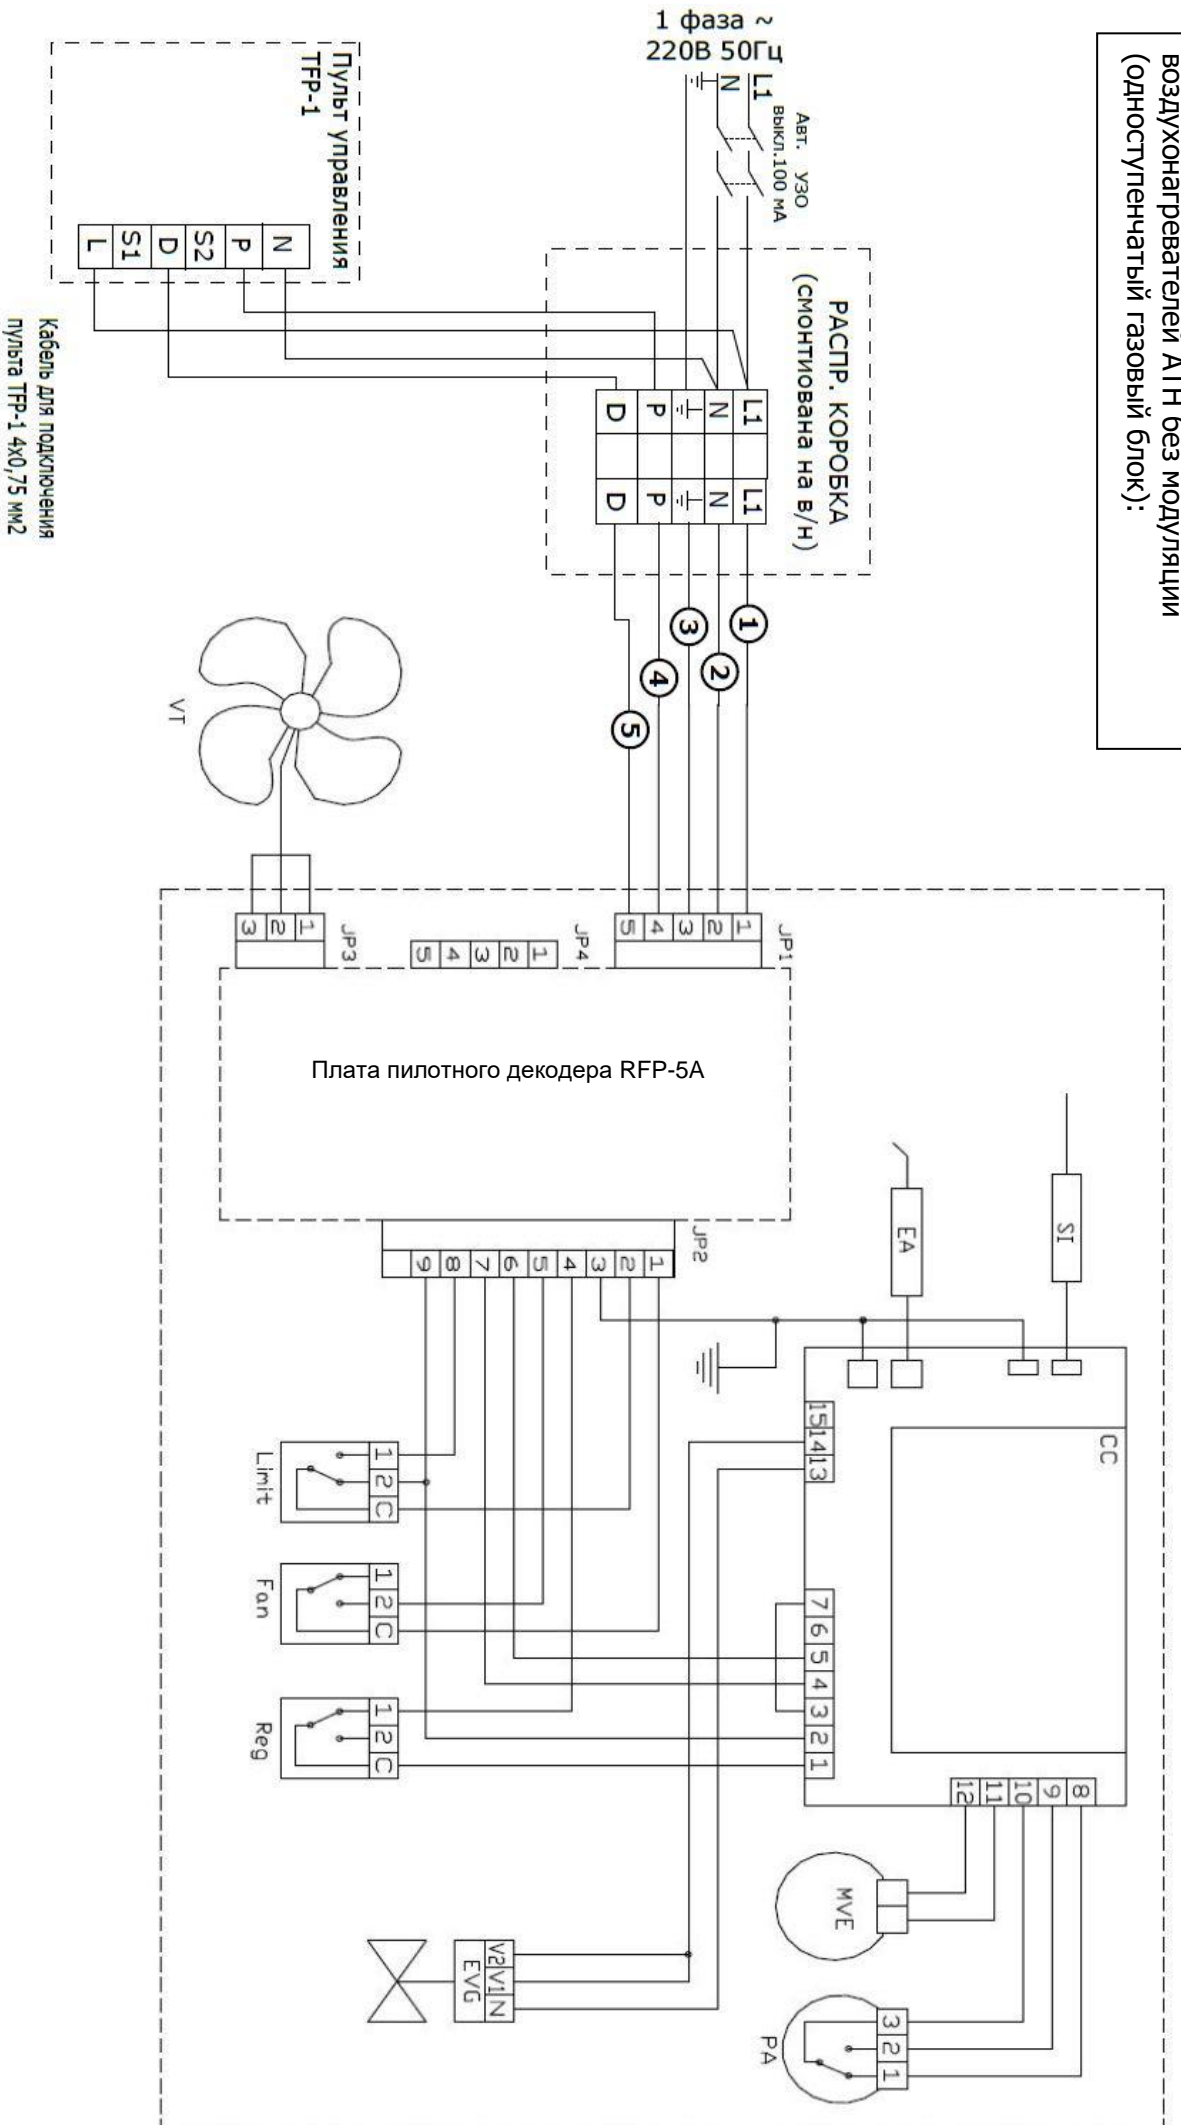 воздухонагревателей АТН без модуляции
(одноступенчатый газовый блок):
1 фаза ~
220В 50Гц
L1
N
Авт. УЗО
выкл.100 мА
РАСПР. КОРОБКА
(смонтиована на в/н)
L1 N P D
L1 N P D
Пульт управления
TFP-1
N P S2 D S1 L
Кабель для подключения
пульта TFP-1 4x0,75 мм2
1
2
3
4
5
VT
JP1
1 2 3 4 5
JP4
1 2 3 4 5
JP3
1 2 3
Плата пилотного декодера RFP-5A
JP2
1 2 3 4 5 6 7 8 9
SI
EA
CC
15 14 13
7 6 5 4 3 2 1
8 9 10 11 12
Limit
1 2 C
Fan
1 2 C
Reg
1 2 C
MVE
PA
3 2 1
V2 V1 N
EVG